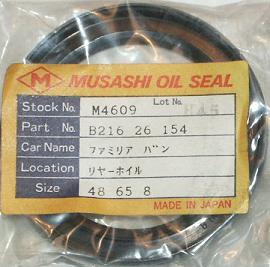 M MUSASHI OIL SEAL
Stock No. M4609 Lot No. H45
Part No. B216 26 154
Car Name ファミリア バン
Location リヤーホイル
Size 48 65 8
MADE IN JAPAN